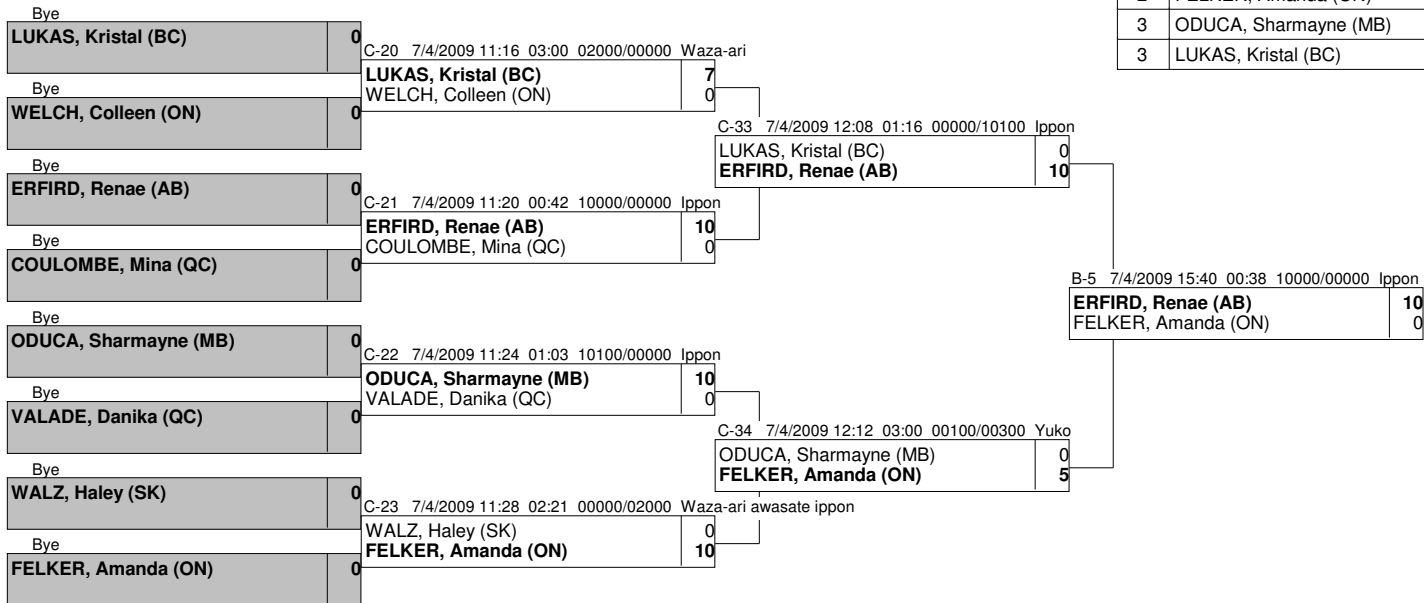 2 FELKER, Amanda (ON)
3 ODUCA, Sharmayne (MB)
3 LUKAS, Kristal (BC)
Bye
LUKAS, Kristal (BC) 0
Bye
WELCH, Colleen (ON) 0
Bye
ERFIRD, Renae (AB) 0
Bye
COULOMBE, Mina (QC) 0
Bye
ODUCA, Sharmayne (MB) 0
Bye
VALADE, Danika (QC) 0
Bye
WALZ, Haley (SK) 0
Bye
FELKER, Amanda (ON) 0
C-20 7/4/2009 11:16 03:00 02000/00000 Waza-ari
LUKAS, Kristal (BC) 7
WELCH, Colleen (ON) 0
C-21 7/4/2009 11:20 00:42 10000/00000 Ippon
ERFIRD, Renae (AB) 10
COULOMBE, Mina (QC) 0
C-22 7/4/2009 11:24 01:03 10100/00000 Ippon
ODUCA, Sharmayne (MB) 10
VALADE, Danika (QC) 0
C-23 7/4/2009 11:28 02:21 00000/02000 Waza-ari awasate ippon
WALZ, Haley (SK) 0
FELKER, Amanda (ON) 10
C-33 7/4/2009 12:08 01:16 00000/10100 Ippon
LUKAS, Kristal (BC) 0
ERFIRD, Renae (AB) 10
C-34 7/4/2009 12:12 03:00 00100/00300 Yuko
ODUCA, Sharmayne (MB) 0
FELKER, Amanda (ON) 5
B-5 7/4/2009 15:40 00:38 10000/00000 Ippon
ERFIRD, Renae (AB) 10
FELKER, Amanda (ON) 0